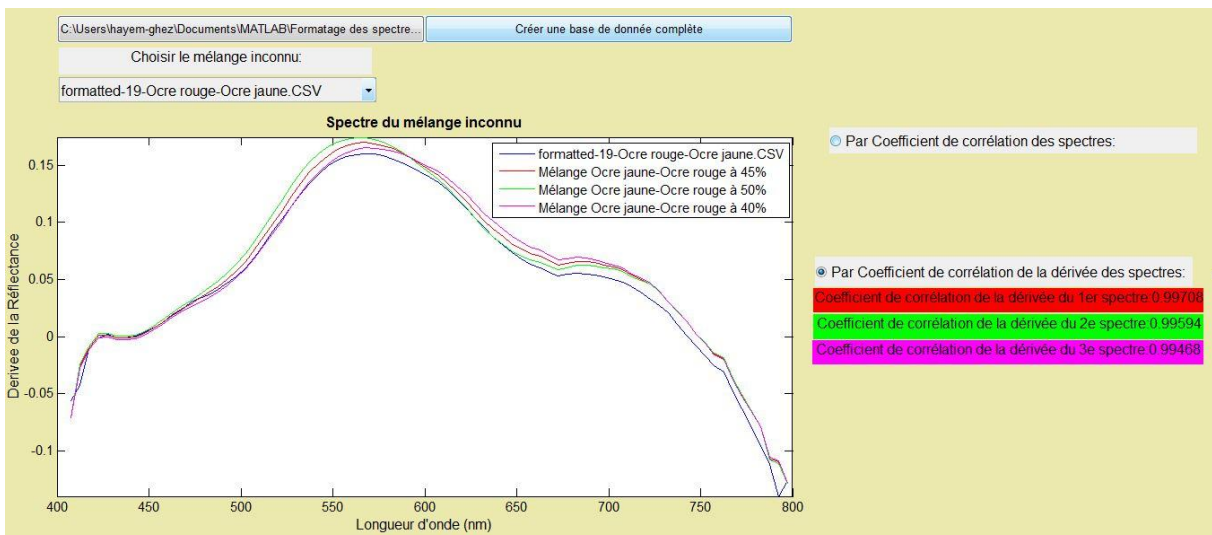 C:\Users\hayem-ghez\Documents\MATLAB\Formatage des spectre...
Créer une base de donnée complète
Choisir le mélange inconnu:
formatted-19-Ocre rouge-Ocre jaune.CSV
Spectre du mélange inconnu
formatted-19-Ocre rouge-Ocre jaune.CSV
Mélange Ocre jaune-Ocre rouge à 45%
Mélange Ocre jaune-Ocre rouge à 50%
Mélange Ocre jaune-Ocre rouge à 40%
Derivee de la Réflectance
0.15
0.1
0.05
0
-0.05
-0.1
400 450 500 550 600 650 700 750 800
Longueur d'onde (nm)
Par Coefficient de corrélation des spectres:
Par Coefficient de corrélation de la dérivée des spectres:
Coefficient de corrélation de la dérivée du 1er spectre:0.99708
Coefficient de corrélation de la dérivée du 2e spectre:0.99594
Coefficient de corrélation de la dérivée du 3e spectre:0.99468